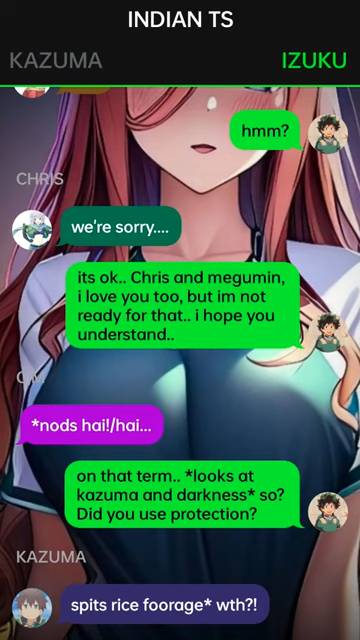 INDIAN TS
KAZUMA
IZUKU
hmm?
CHRIS
we're sorry....
its ok.. Chris and megumin,
i love you too, but im not
ready for that.. i hope you
understand..
*nods hai!/hai...
on that term.. *looks at
kazuma and darkness* so?
Did you use protection?
KAZUMA
spits rice foorage* wth?!